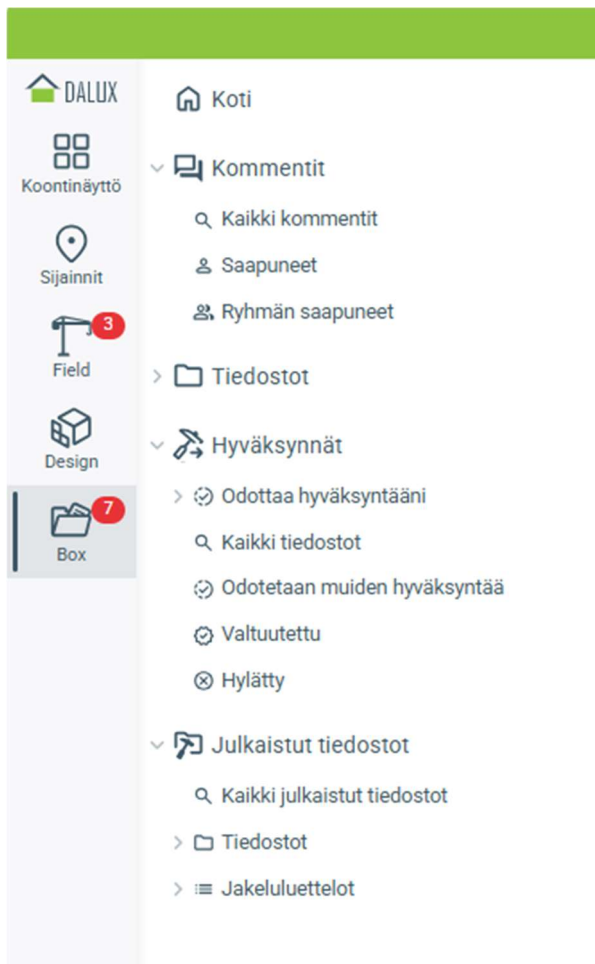 DALUX
Koontinäyttö
Sijainnit
3
Field
Design
7
Box
Koti
Kommentit
Kaikki kommentit
Saapuneet
Ryhmän saapuneet
Tiedostot
Hyväksynnät
Odottaa hyväksyntääni
Kaikki tiedostot
Odotetaan muiden hyväksyntää
Valtuutettu
Hylätty
Julkaistut tiedostot
Kaikki julkaistut tiedostot
Tiedostot
Jakeluluettelot